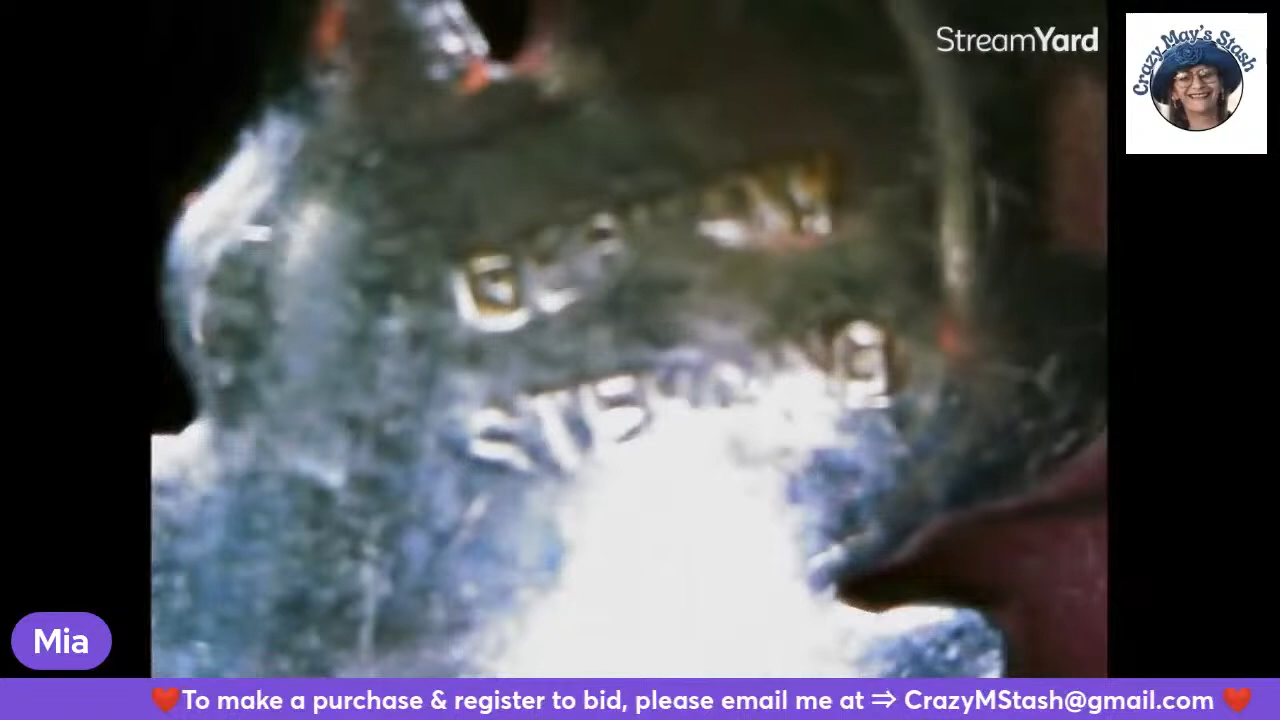 StreamYard
Crazy May's Stash
Mia
❤️To make a purchase & register to bid, please email me at ⇒ CrazyMStash@gmail.com ❤️